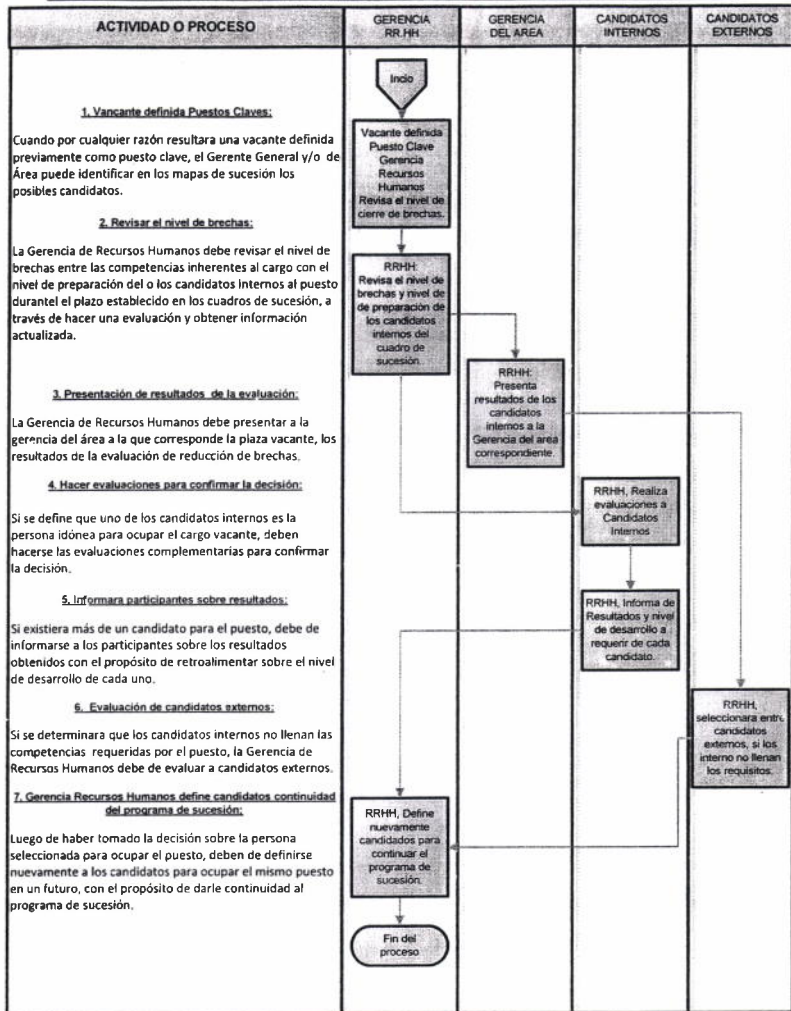 ACTIVIDAD O PROCESO
GERENCIA
RR.HH
GERENCIA
DEL AREA
CANDIDATOS
INTERNOS
CANDIDATOS
EXTERNOS
1. Vancante definida Puestos Claves:
Cuando por cualquier razón resultara una vacante definida
previamente como puesto clave, el Gerente General y/o de
Área puede identificar en los mapas de sucesión los
posibles candidatos.
2. Revisar el nivel de brechas:
La Gerencia de Recursos Humanos debe revisar el nivel de
brechas entre las competencias inherentes al cargo con el
nivel de preparación del o los candidatos internos al puesto
durantel el plazo establecido en los cuadros de sucesión, a
través de hacer una evaluación y obtener información
actualizada.
3. Presentación de resultados de la evaluación:
La Gerencia de Recursos Humanos debe presentar a la
gerencia del área a la que corresponde la plaza vacante, los
resultados de la evaluación de reducción de brechas.
4. Hacer evaluaciones para confirmar la decisión:
Si se define que uno de los candidatos internos es la
persona idónea para ocupar el cargo vacante, deben
hacerse las evaluaciones complementarias para confirmar
la decisión.
5. Informara participantes sobre resultados:
Si existiera más de un candidato para el puesto, debe de
informarse a los participantes sobre los resultados
obtenidos con el propósito de retroalimentar sobre el nivel
de desarrollo de cada uno.
6. Evaluación de candidatos externos:
Si se determinara que los candidatos internos no llenan las
competencias requeridas por el puesto, la Gerencia de
Recursos Humanos debe de evaluar a candidatos externos.
7. Gerencia Recursos Humanos define candidatos continuidad
del programa de sucesión:
Luego de haber tomado la decisión sobre la persona
seleccionada para ocupar el puesto, deben de definirse
nuevamente a los candidatos para ocupar el mismo puesto
en un futuro, con el propósito de darle continuidad al
programa de sucesión.
Incio
Vacante definida
Puesto Clave
Gerencia
Recursos
Humanos
Revisa el nivel de
cierre de brechas.
RRHH:
Revisa el nivel de
brechas y nivel de
de preparación de
los candidatos
internos del
cuadro de
sucesión
RRHH:
Presenta
resultados de los
candidatos
internos a la
Gerencia del area
correspondiente.
RRHH, Realiza
evaluaciones a
Candidatos
Internos
RRHH, Informa de
Resultados y nivel
de desarrollo a
requerir de cada
candidato.
RRHH,
seleccionara entre
candidatos
externos, si los
interno no llenan
los requisitos.
RRHH, Define
nuevamente
candidados para
continuar el
programa de
sucesión.
Fin del
proceso